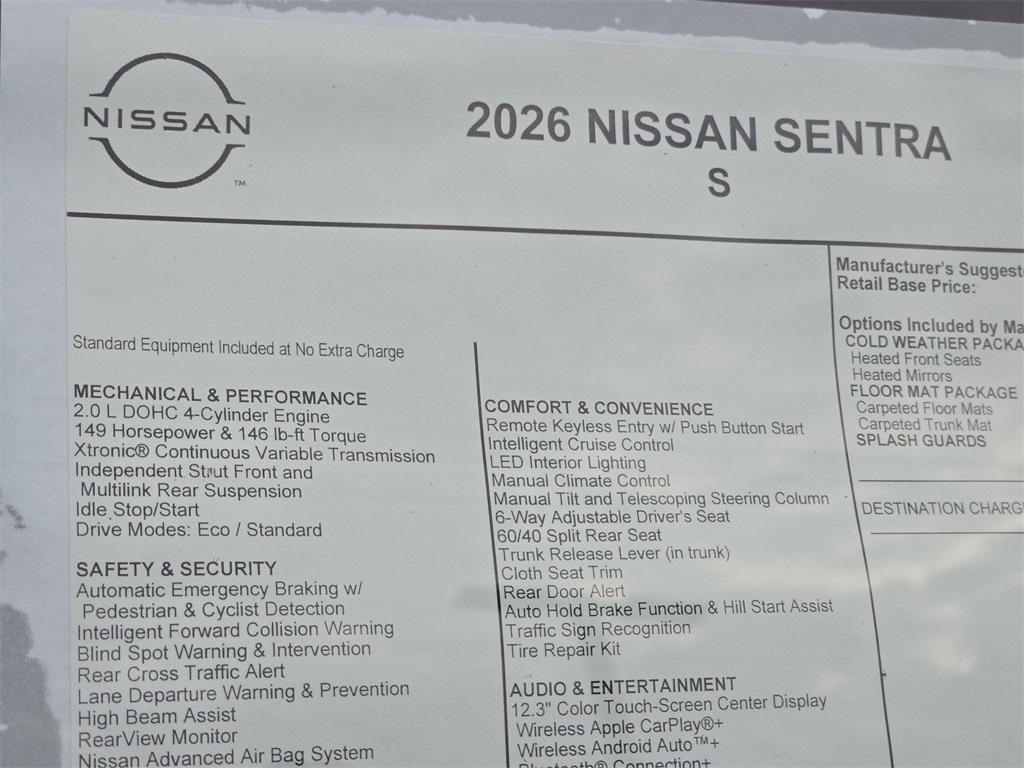 NISSAN
TM
2026 NISSAN SENTRA
S
Standard Equipment Included at No Extra Charge
MECHANICAL & PERFORMANCE
2.0 L DOHC 4-Cylinder Engine
149 Horsepower & 146 lb-ft Torque
Xtronic® Continuous Variable Transmission
Independent Strut Front and
Multilink Rear Suspension
Idle Stop/Start
Drive Modes: Eco / Standard
SAFETY & SECURITY
Automatic Emergency Braking w/
Pedestrian & Cyclist Detection
Intelligent Forward Collision Warning
Blind Spot Warning & Intervention
Rear Cross Traffic Alert
Lane Departure Warning & Prevention
High Beam Assist
RearView Monitor
Nissan Advanced Air Bag System
COMFORT & CONVENIENCE
Remote Keyless Entry w/ Push Button Start
Intelligent Cruise Control
LED Interior Lighting
Manual Climate Control
Manual Tilt and Telescoping Steering Column
6-Way Adjustable Driver's Seat
60/40 Split Rear Seat
Trunk Release Lever (in trunk)
Cloth Seat Trim
Rear Door Alert
Auto Hold Brake Function & Hill Start Assist
Traffic Sign Recognition
Tire Repair Kit
AUDIO & ENTERTAINMENT
12.3" Color Touch-Screen Center Display
Wireless Apple CarPlay®+
Wireless Android Auto™+
Bluetooth® Connection+
Manufacturer's Suggest
Retail Base Price:
Options Included by Ma
COLD WEATHER PACKA
Heated Front Seats
Heated Mirrors
FLOOR MAT PACKAGE
Carpeted Floor Mats
Carpeted Trunk Mat
SPLASH GUARDS
DESTINATION CHARG